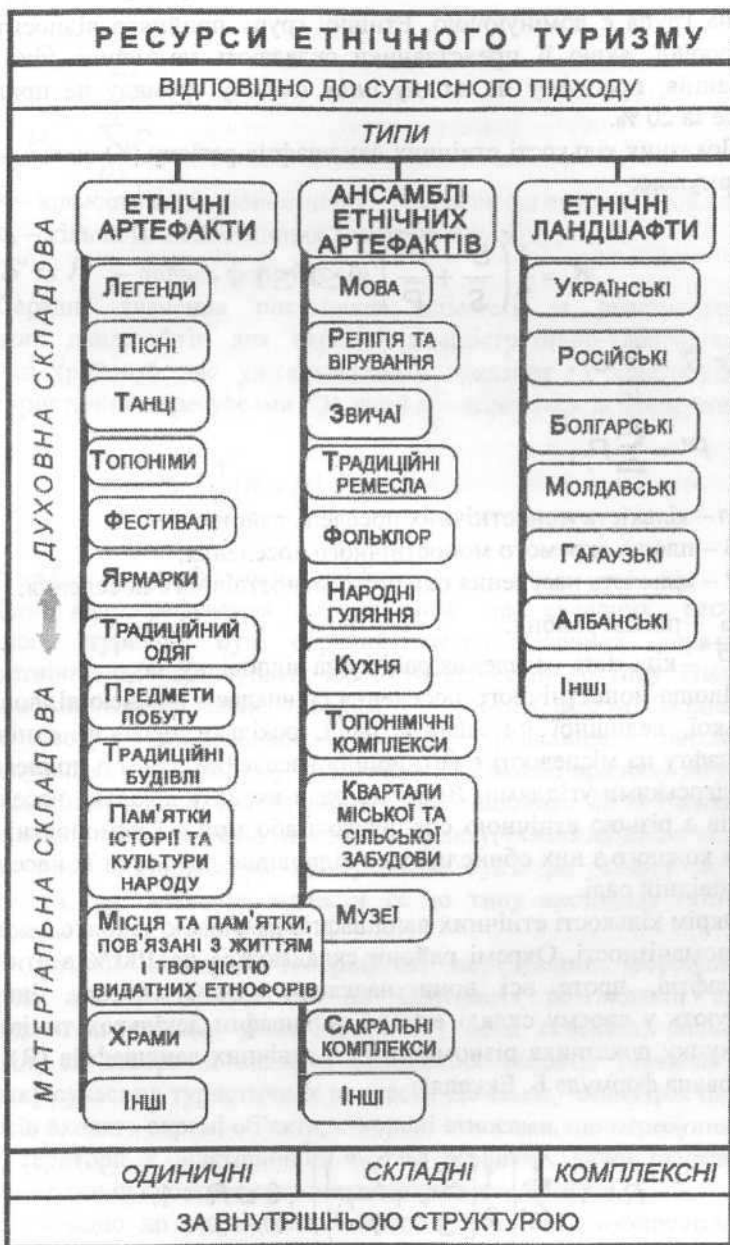 РЕСУРСИ ЕТНІЧНОГО ТУРИЗМУ
ВІДПОВІДНО ДО СУТНІСНОГО ПІДХОДУ
ТИПИ
ДУХОВНА СКЛАДОВА
МАТЕРІАЛЬНА СКЛАДОВА
ЕТНІЧНІ
АРТЕФАКТИ
ЛЕГЕНДИ
ПІСНІ
ТАНЦІ
ТОПОНІМИ
ФЕСТИВАЛІ
ЯРМАРКИ
ТРАДИЦІЙНИЙ
ОДЯГ
ПРЕДМЕТИ
ПОБУТУ
ТРАДИЦІЙНІ
БУДІВЛІ
ПАМ'ЯТКИ
ІСТОРІЇ ТА
КУЛЬТУРИ
НАРОДУ
МІСЦЯ ТА ПАМ'ЯТКИ,
ПОВ'ЯЗАНІ З ЖИТТЯМ
І ТВОРЧІСТЮ
ВИДАТНИХ ЕТНОФОРІВ
ХРАМИ
ІНШІ
АНСАМБЛІ
ЕТНІЧНИХ
АРТЕФАКТІВ
МОВА
РЕЛІГІЯ ТА
ВІРУВАННЯ
ЗВИЧАЇ
ТРАДИЦІЙНІ
РЕМЕСЛА
ФОЛЬКЛОР
НАРОДНІ
ГУЛЯННЯ
КУХНЯ
ТОПОНІМІЧНІ
КОМПЛЕКСИ
КВАРТАЛИ
МІСЬКОЇ ТА
СІЛЬСЬКОЇ
ЗАБУДОВИ
МУЗЕЇ
САКРАЛЬНІ
КОМПЛЕКСИ
ІНШІ
ЕТНІЧНІ
ЛАНДШАФТИ
УКРАЇНСЬКІ
РОСІЙСЬКІ
БОЛГАРСЬКІ
МОЛДАВСЬКІ
ГАГАУЗЬКІ
АЛБАНСЬКІ
ІНШІ
ОДИНИЧНІ
СКЛАДНІ
КОМПЛЕКСНІ
ЗА ВНУТРІШНЬОЮ СТРУКТУРОЮ